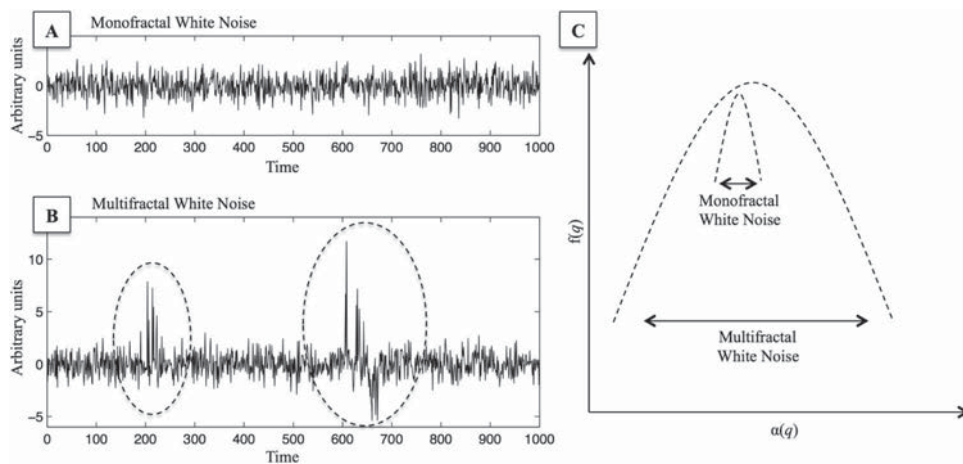 A
Monofractal White Noise
Arbitrary units
0
−5
0 100 200 300 400 500 600 700 800 900 1000
Time
B
Multifractal White Noise
Arbitrary units
10
5
0
−5
0 100 200 300 400 500 600 700 800 900 1000
Time
C
f(q)
Monofractal
White Noise
Multifractal
White Noise
α(q)